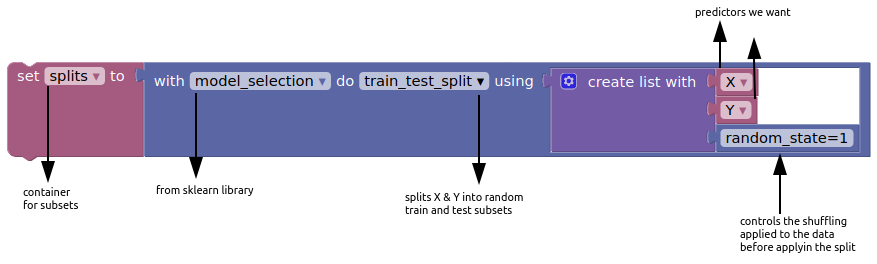 predictors we want
set splits ▾ to with model_selection ▾ do train_test_split ▾ using create list with X ▾
Y ▾
random_state=1
container
for subsets
from sklearn library
splits X & Y into random
train and test subsets
controls the shuffling
applied to the data
before applyin the split